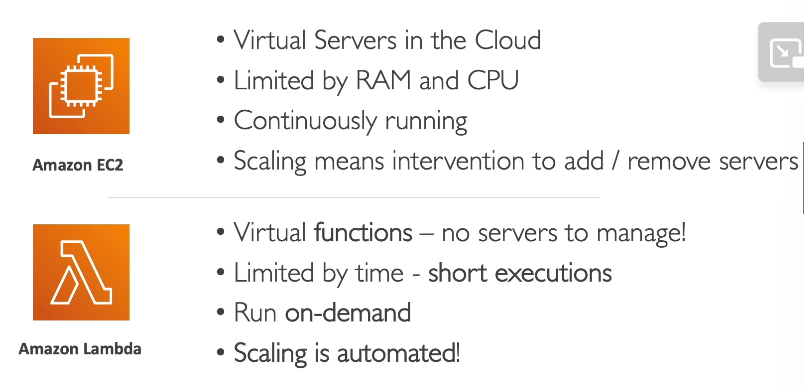 • Virtual Servers in the Cloud
• Limited by RAM and CPU
• Continuously running
• Scaling means intervention to add / remove servers
Amazon EC2
• Virtual functions – no servers to manage!
• Limited by time - short executions
• Run on-demand
• Scaling is automated!
Amazon Lambda